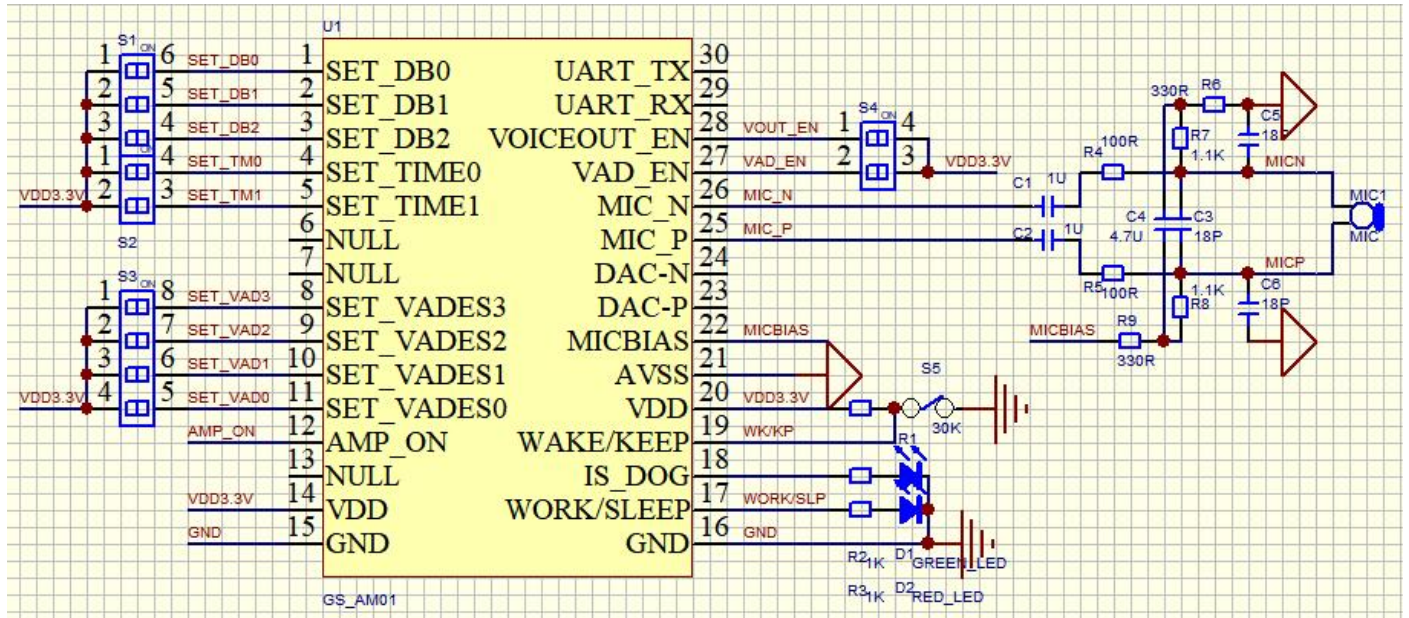 U1
S1
ON
1 6 SET_DB0 1 SET_DB0 UART_TX 30
2 5 SET_DB1 2 SET_DB1 UART_RX 29
3 4 SET_DB2 3 SET_DB2 VOICEOUT_EN 28 VOUT_EN 1 4
S4
ON
ON
1 4 SET_TM0 4 SET_TIME0 VAD_EN 27 VAD_EN 2 3 VDD3.3V
VDD3.3V 2 3 SET_TM1 5 SET_TIME1 MIC_N 26 MIC_N
S2
6 NULL MIC_P 25 MIC_P
7 NULL DAC-N 24
S3
ON
1 8 SET_VAD3 8 SET_VADES3 DAC-P 23
2 7 SET_VAD2 9 SET_VADES2 MICBIAS 22 MICBIAS
3 6 SET_VAD1 10 SET_VADES1 AVSS 21
VDD3.3V 4 5 SET_VAD0 11 SET_VADES0 VDD 20 VDD3.3V
S5
30K
AMP_ON 12 AMP_ON WAKE/KEEP 19 WK/KP
R1
13 NULL IS_DOG 18
VDD3.3V 14 VDD WORK/SLEEP 17 WORK/SLP
GND 15 GND GND 16 GND
R2 1K D1 GREEN_LED
R3 1K D2 RED_LED
GS_AM01
330R R6
C5
18P
R7
1.1K
R4 100R
MICN
C1 1U
MIC1
MIC
C4
4.7U
C3
18P
C2 1U
MICP
R5 100R
1.1K
R8
C6
18P
MICBIAS R9
330R